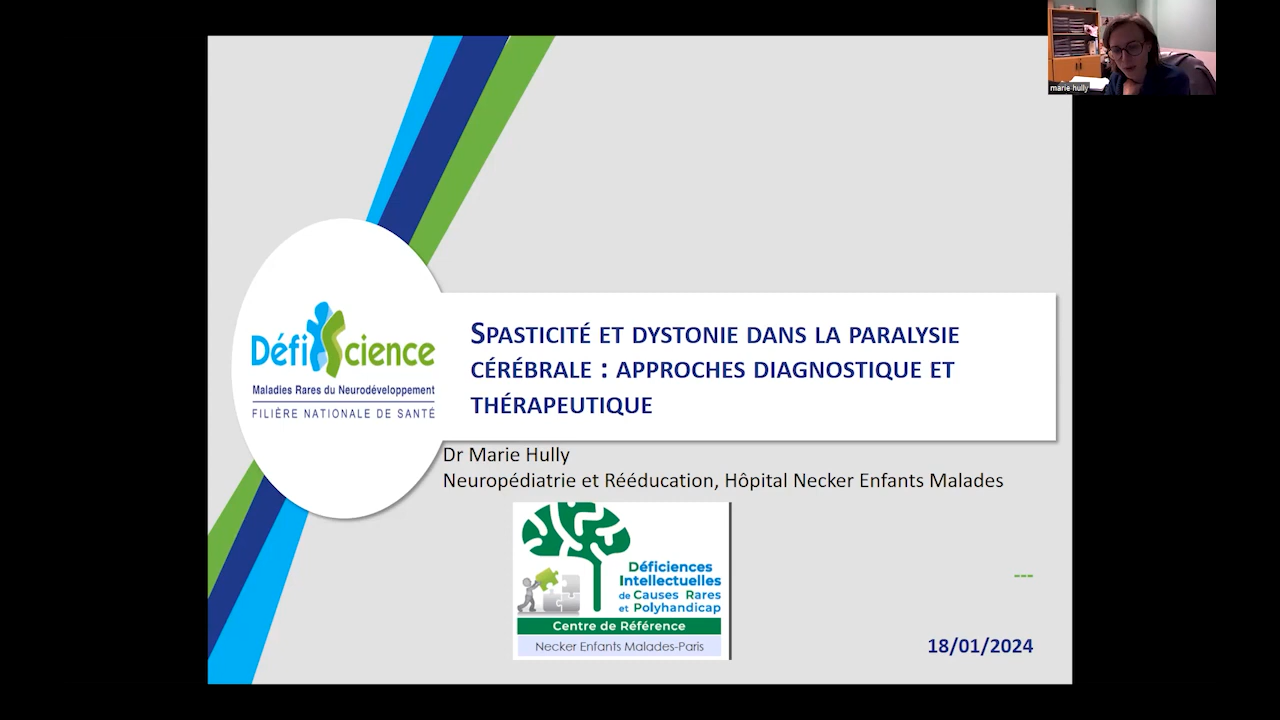 marie hully
DéfiScience
Maladies Rares du Neurodéveloppement
FILIÈRE NATIONALE DE SANTÉ
SPASTICITÉ ET DYSTONIE DANS LA PARALYSIE
CÉRÉBRALE : APPROCHES DIAGNOSTIQUE ET
THÉRAPEUTIQUE
Dr Marie Hully
Neuropédiatrie et Rééducation, Hôpital Necker Enfants Malades
Déficiences
Intellectuelles
de Causes Rares
et Polyhandicap
Centre de Référence
Necker Enfants Malades-Paris
---
18/01/2024